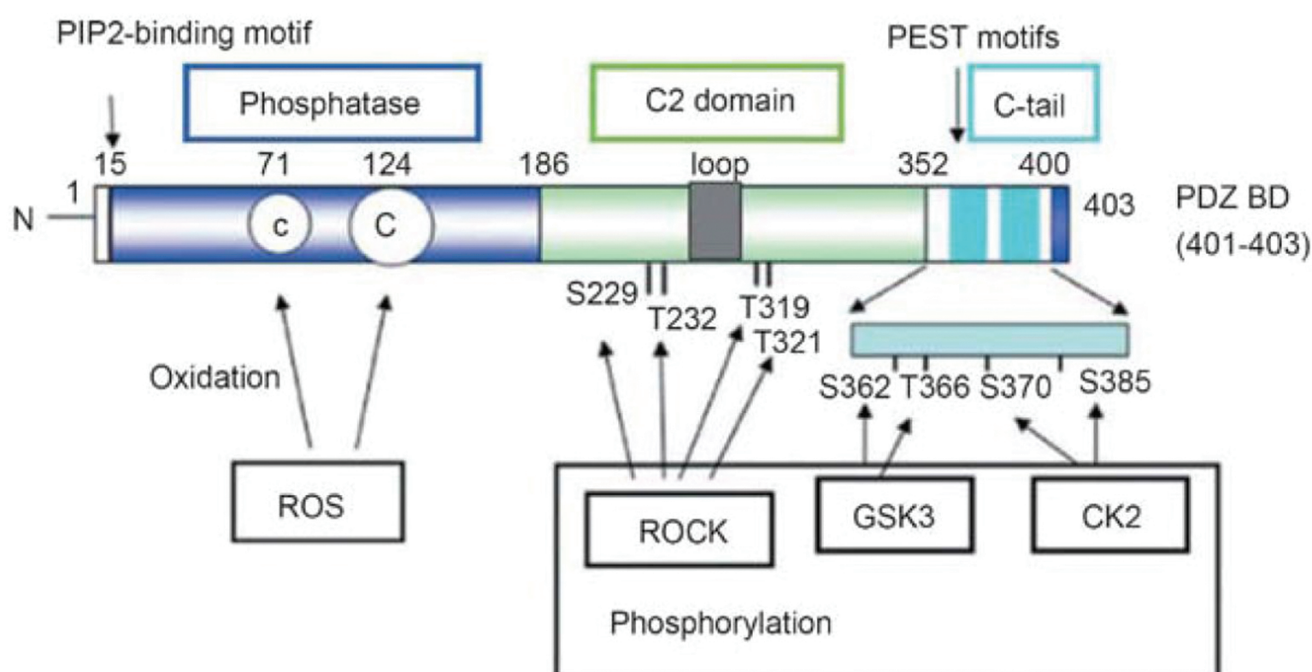 PIP2-binding motif
PEST motifs
Phosphatase
C2 domain
C-tail
15
71
124
186
loop
352
400
1
N
c
C
403
PDZ BD
(401-403)
S229
T232
T319
T321
Oxidation
S362
T366
S370
S385
ROS
ROCK
GSK3
CK2
Phosphorylation